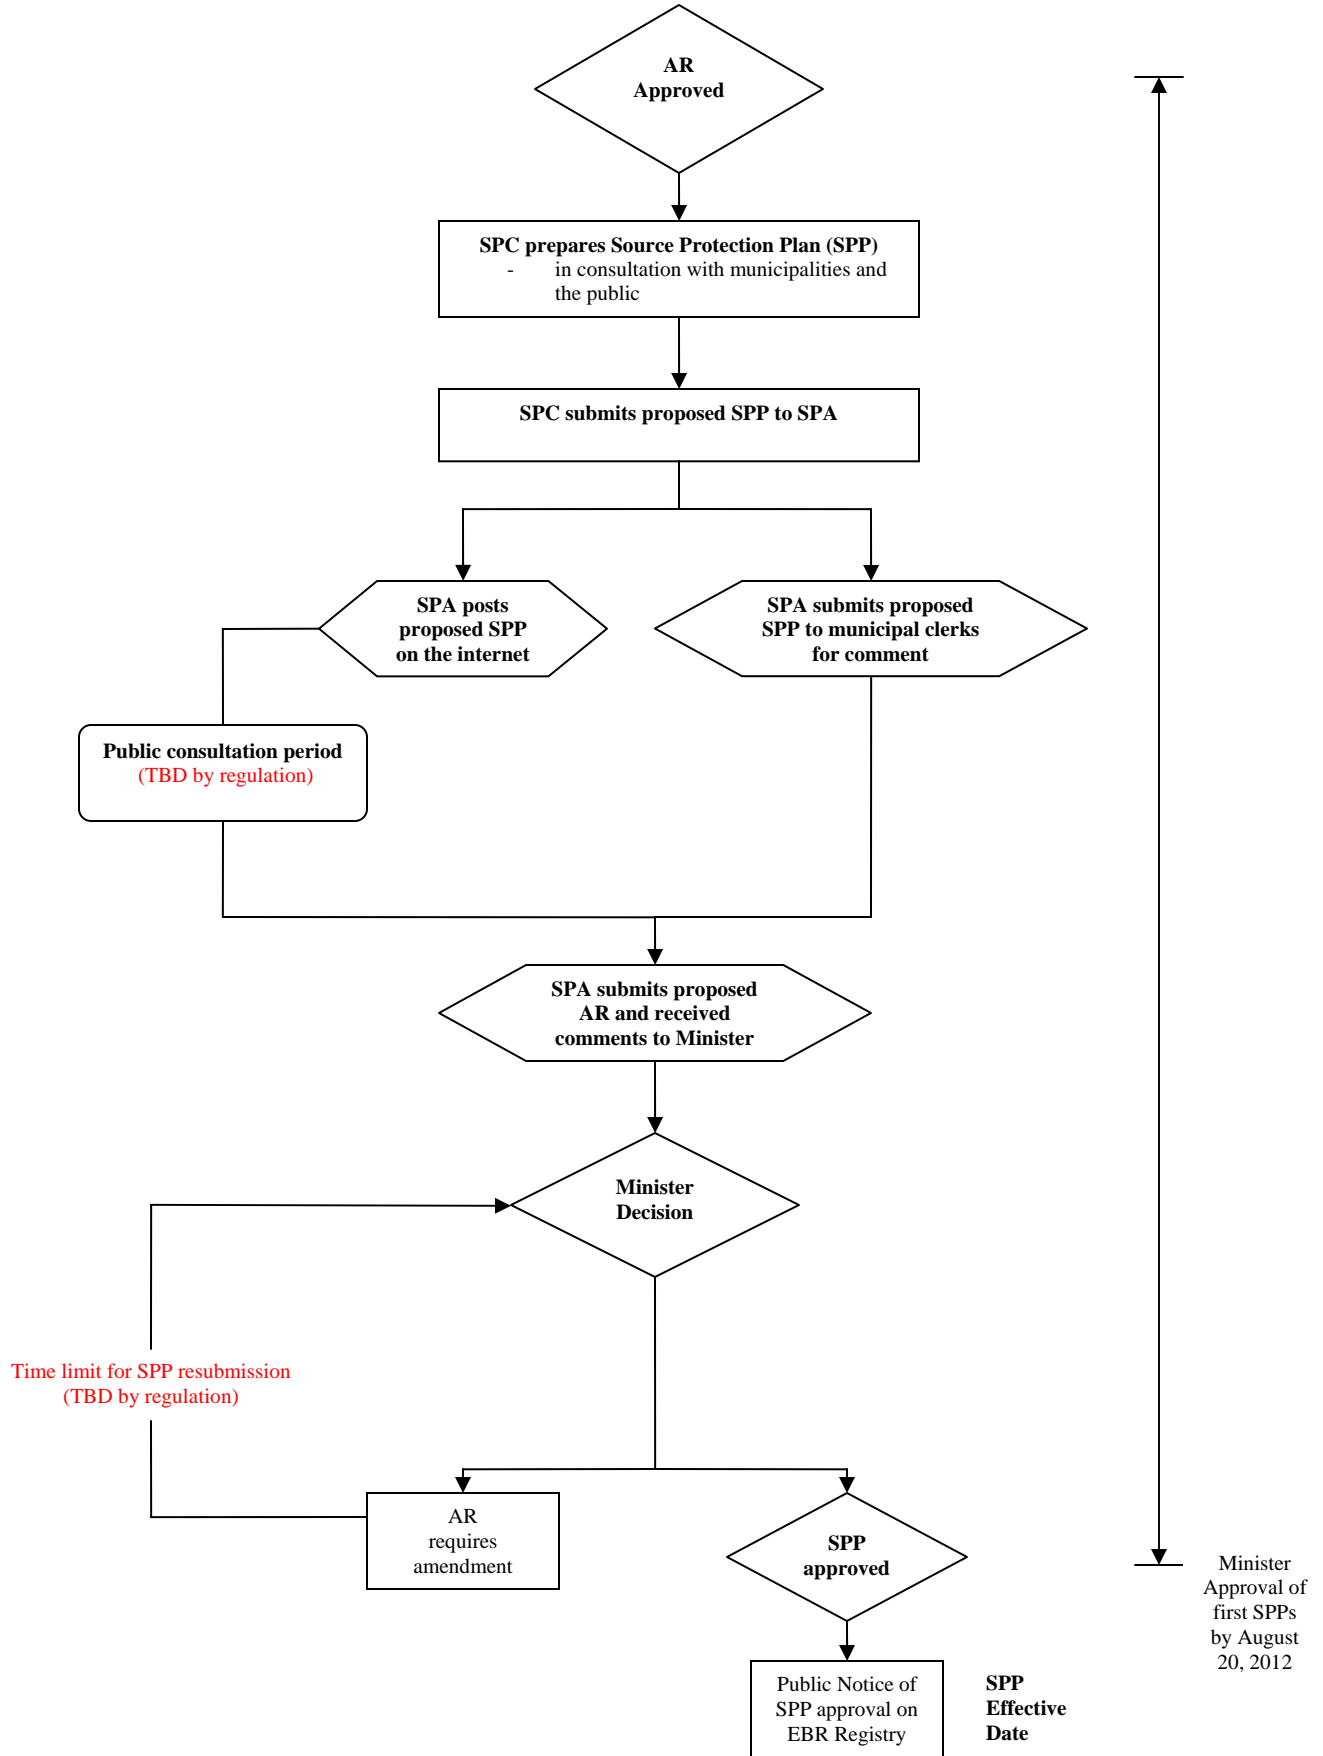 AR
Approved
SPC prepares Source Protection Plan (SPP)
- in consultation with municipalities and
the public
SPC submits proposed SPP to SPA
SPA posts
proposed SPP
on the internet
SPA submits proposed
SPP to municipal clerks
for comment
Public consultation period
(TBD by regulation)
SPA submits proposed
AR and received
comments to Minister
Minister
Decision
Time limit for SPP resubmission
(TBD by regulation)
AR
requires
amendment
SPP
approved
Minister
Approval of
first SPPs
by August
20, 2012
Public Notice of
SPP approval on
EBR Registry
SPP
Effective
Date